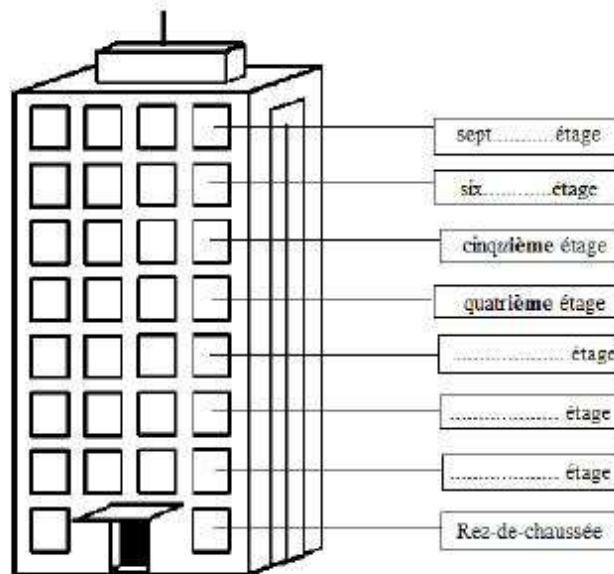 sept............étage
six.............étage
cinquième étage
quatrième étage
...................... étage
...................... étage
...................... étage
Rez-de-chaussée